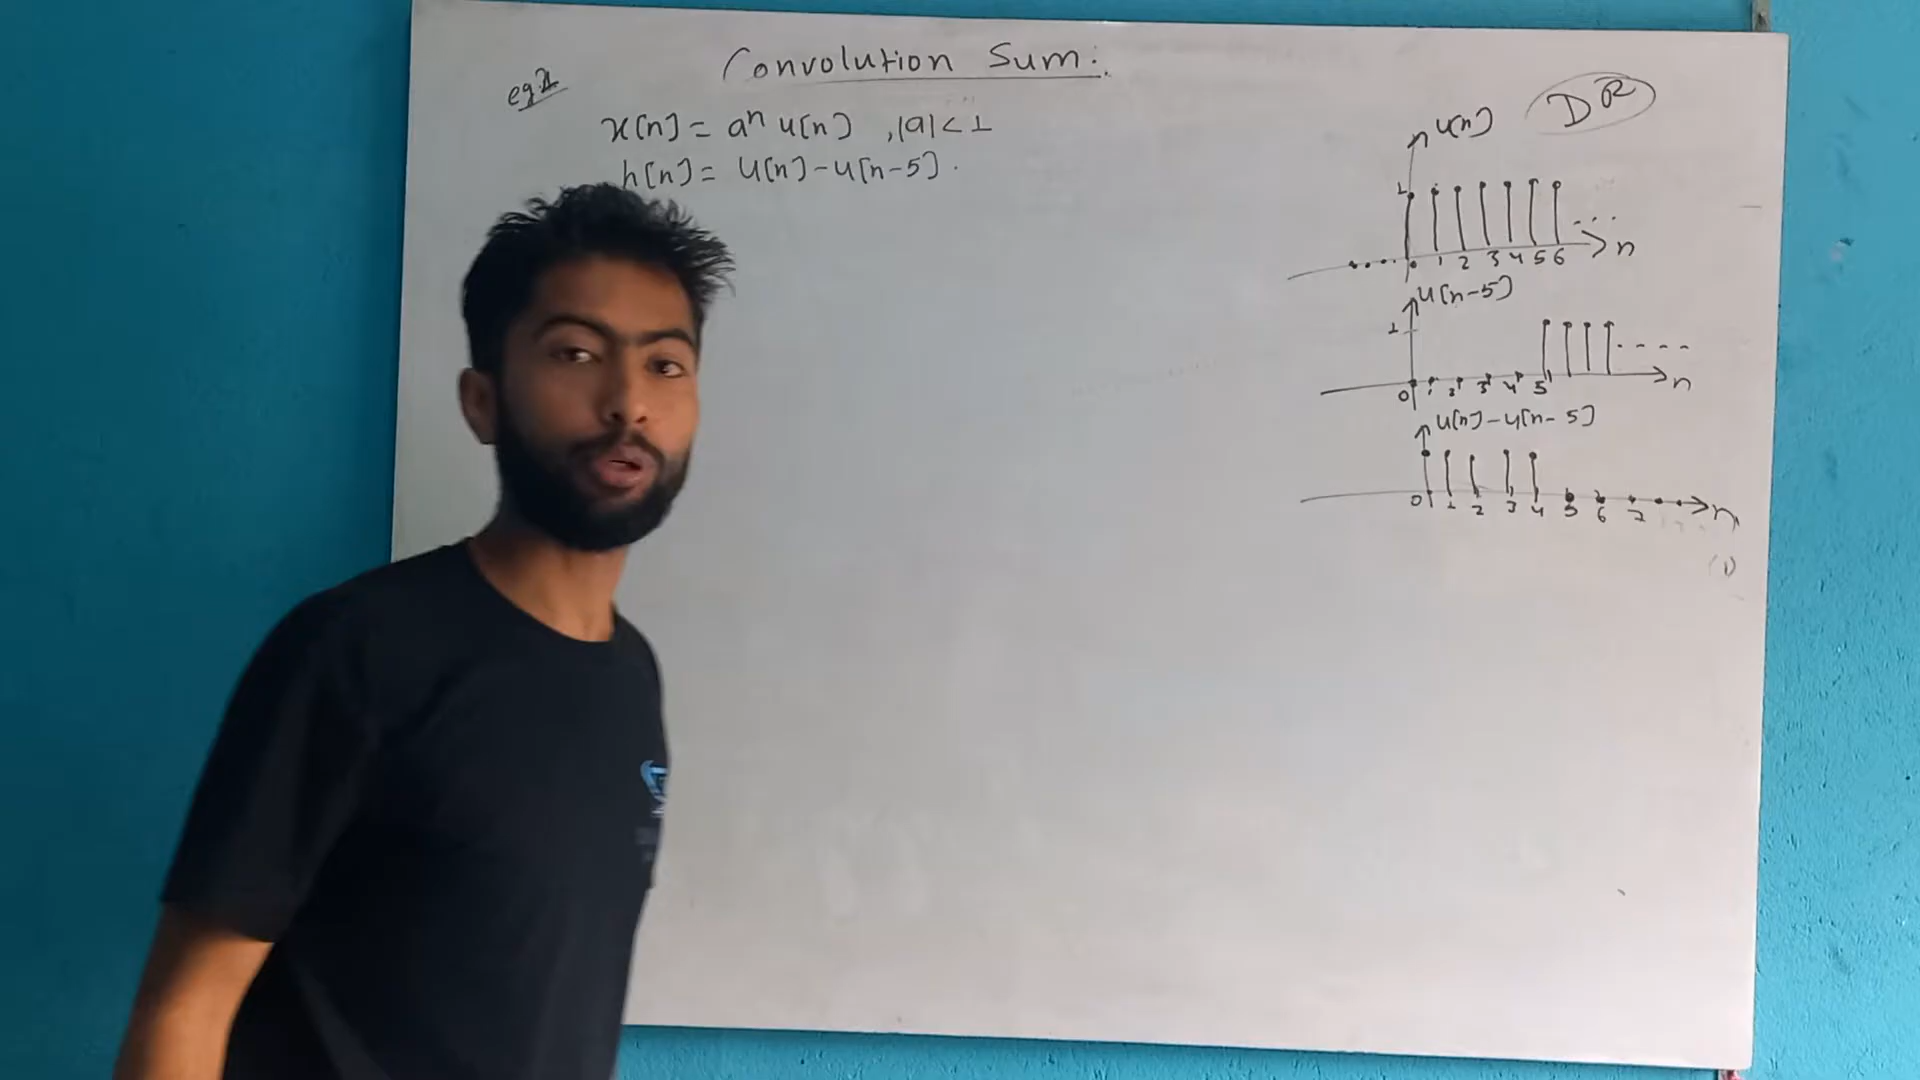 Convolution Sum:
eg
x[n] = aⁿ u[n] , |a| < 1
h[n] = u[n] - u[n-5] .
DR
u[n]
1
0 1 2 3 4 5 6 n
u[n-5]
1
0 1 2 3 4 5 n
u[n] - u[n-5]
0 1 2 3 4 5 6 7 n